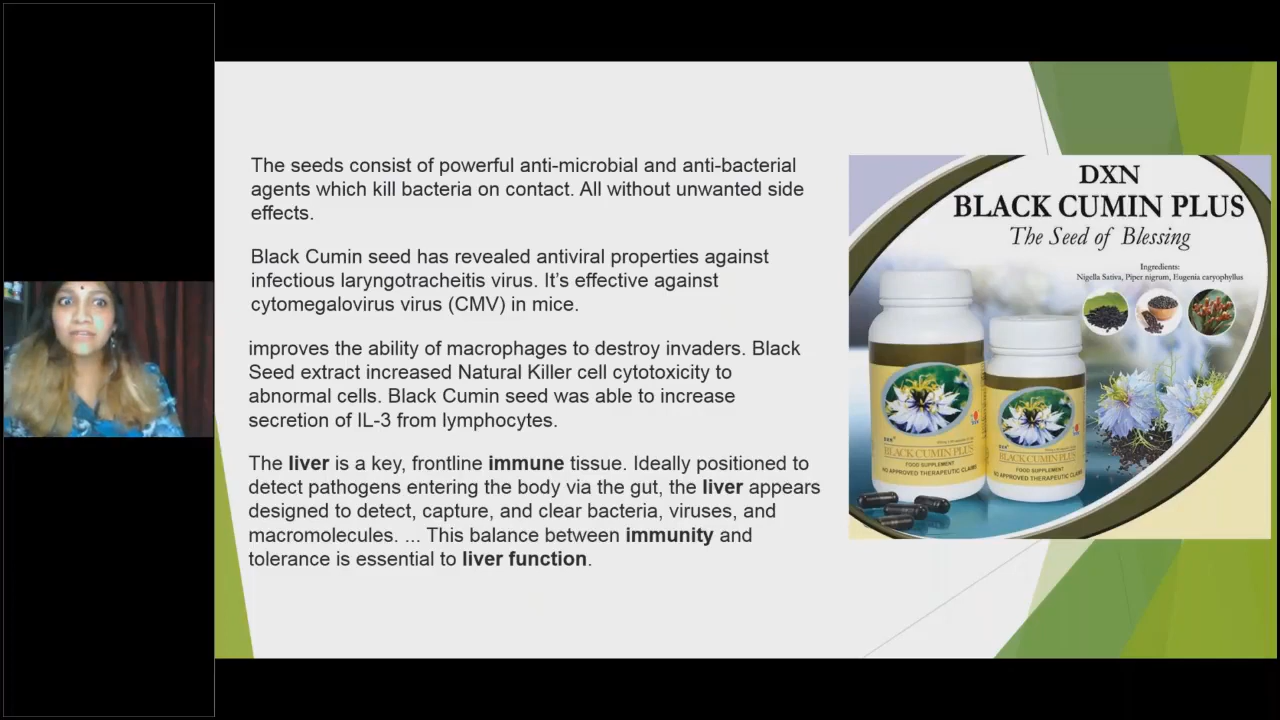 The seeds consist of powerful anti-microbial and anti-bacterial
agents which kill bacteria on contact. All without unwanted side
effects.
Black Cumin seed has revealed antiviral properties against
infectious laryngotracheitis virus. It’s effective against
cytomegalovirus virus (CMV) in mice.
improves the ability of macrophages to destroy invaders. Black
Seed extract increased Natural Killer cell cytotoxicity to
abnormal cells. Black Cumin seed was able to increase
secretion of IL-3 from lymphocytes.
The liver is a key, frontline immune tissue. Ideally positioned to
detect pathogens entering the body via the gut, the liver appears
designed to detect, capture, and clear bacteria, viruses, and
macromolecules. ... This balance between immunity and
tolerance is essential to liver function.
DXN
BLACK CUMIN PLUS
The Seed of Blessing
Ingredients:
Nigella Sativa, Piper nigrum, Eugenia caryophyllus
BLACK CUMIN PLUS
FOOD SUPPLEMENT
NO APPROVED THERAPEUTIC CLAIMS
BLACK CUMIN PLUS
FOOD SUPPLEMENT
NO APPROVED THERAPEUTIC CLAIMS